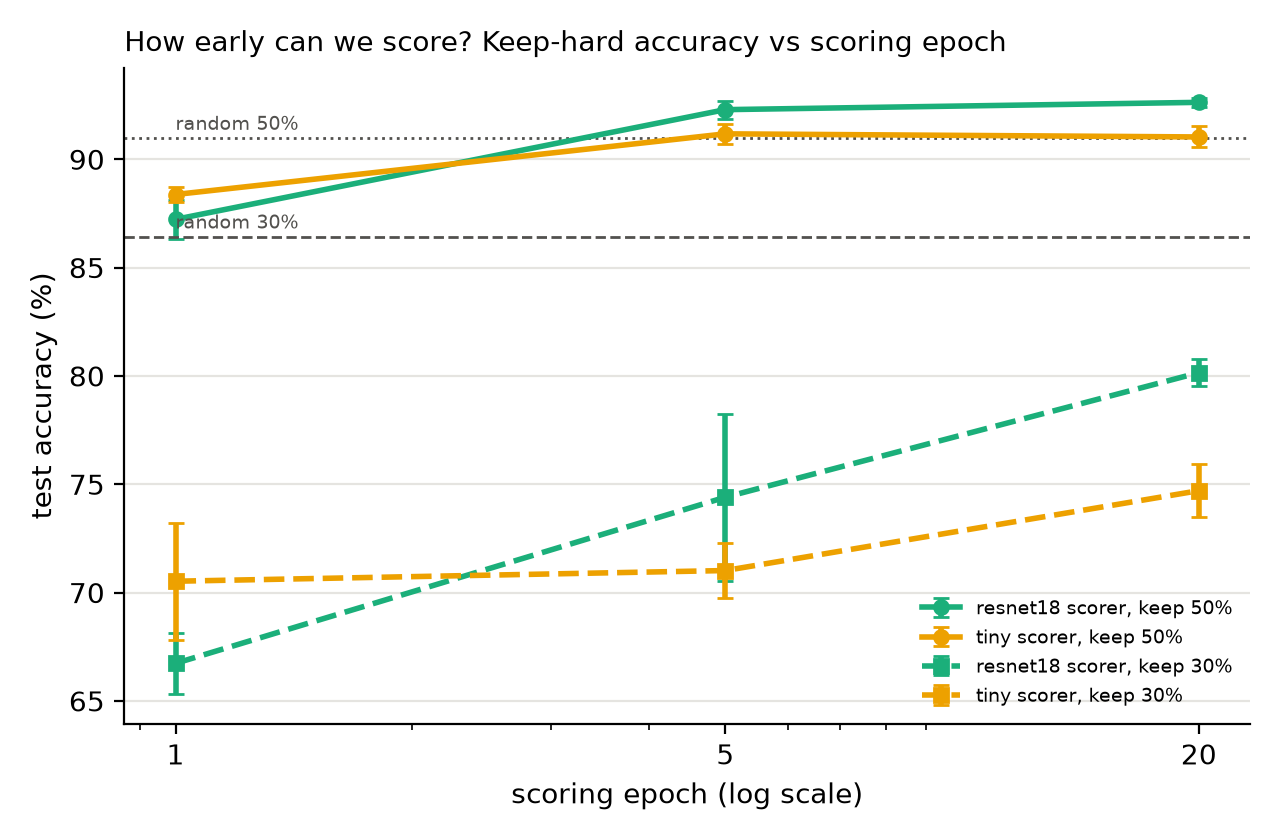 How early can we score? Keep-hard accuracy vs scoring epoch
random 50%
random 30%
90
85
80
75
70
65
test accuracy (%)
resnet18 scorer, keep 50%
tiny scorer, keep 50%
resnet18 scorer, keep 30%
tiny scorer, keep 30%
1
5
20
scoring epoch (log scale)